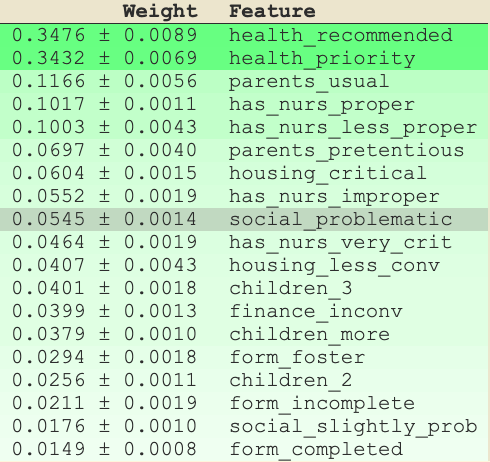 Weight Feature
0.3476 ± 0.0089 health_recommended
0.3432 ± 0.0069 health_priority
0.1166 ± 0.0056 parents_usual
0.1017 ± 0.0011 has_nurs_proper
0.1003 ± 0.0043 has_nurs_less_proper
0.0697 ± 0.0040 parents_pretentious
0.0604 ± 0.0015 housing_critical
0.0552 ± 0.0019 has_nurs_improper
0.0545 ± 0.0014 social_problematic
0.0464 ± 0.0019 has_nurs_very_crit
0.0407 ± 0.0043 housing_less_conv
0.0401 ± 0.0018 children_3
0.0399 ± 0.0013 finance_inconv
0.0379 ± 0.0010 children_more
0.0294 ± 0.0018 form_foster
0.0256 ± 0.0011 children_2
0.0211 ± 0.0019 form_incomplete
0.0176 ± 0.0010 social_slightly_prob
0.0149 ± 0.0008 form_completed